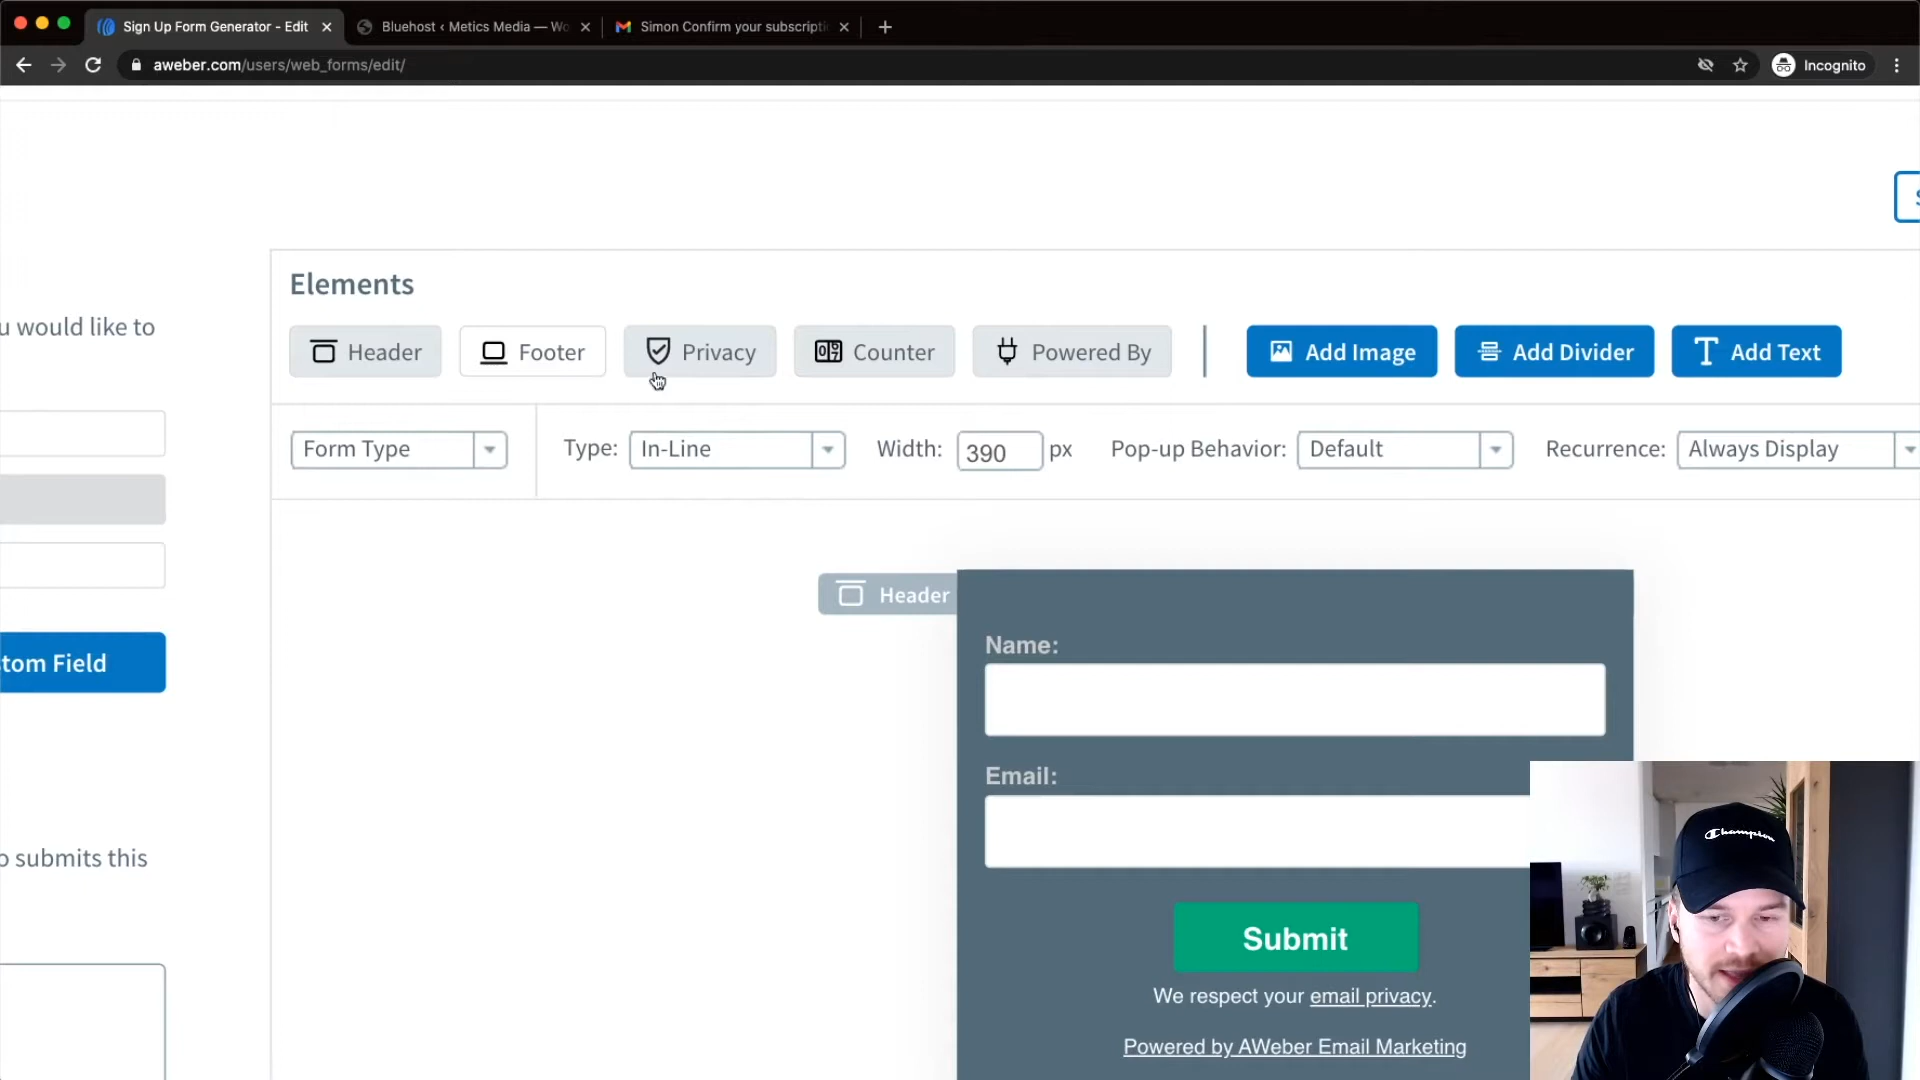 Sign Up Form Generator - Edit
Bluehost ‹ Metics Media — Wo
Simon Confirm your subscripti
aweber.com/users/web_forms/edit/
Incognito
Elements
u would like to
Header
Footer
Privacy
Counter
Powered By
Add Image
Add Divider
Add Text
Form Type
Type:
In-Line
Width:
390
px
Pop-up Behavior:
Default
Recurrence:
Always Display
Header
Name:
tom Field
Email:
Champion
o submits this
Submit
We respect your email privacy.
Powered by AWeber Email Marketing